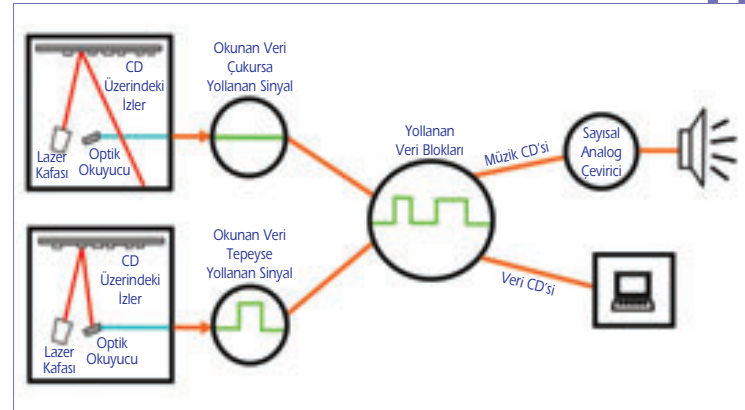 CD
Üzerindeki
İzler
Lazer
Kafası
Optik
Okuyucu
Okunan Veri
Çukursa
Yollanan Sinyal
CD
Üzerindeki
İzler
Lazer
Kafası
Optik
Okuyucu
Okunan Veri
Tepeyse
Yollanan Sinyal
Yollanan
Veri Blokları
Müzik CD'si
Sayısal
Analog
Çevirici
Veri CD'si